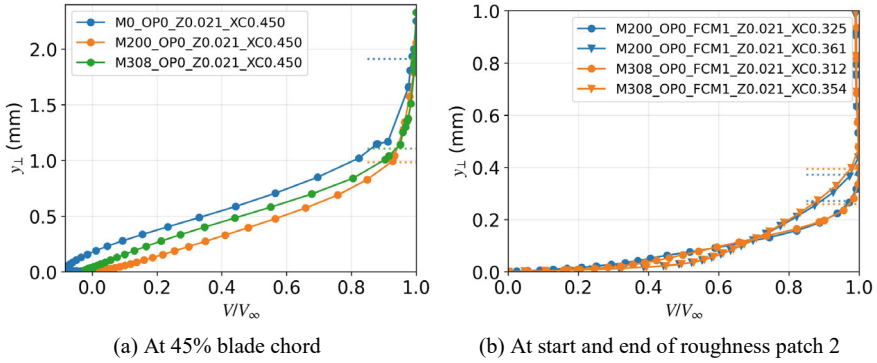 M0_OP0_Z0.021_XC0.450
M200_OP0_Z0.021_XC0.450
M308_OP0_Z0.021_XC0.450
2.0
1.5
1.0
0.5
0.0
y⊥ (mm)
0.0 0.2 0.4 0.6 0.8 1.0
V/V∞
(a) At 45% blade chord
M200_OP0_FCM1_Z0.021_XC0.325
M200_OP0_FCM1_Z0.021_XC0.361
M308_OP0_FCM1_Z0.021_XC0.312
M308_OP0_FCM1_Z0.021_XC0.354
1.0
0.8
0.6
0.4
0.2
0.0
y⊥ (mm)
0.0 0.2 0.4 0.6 0.8 1.0
V/V∞
(b) At start and end of roughness patch 2